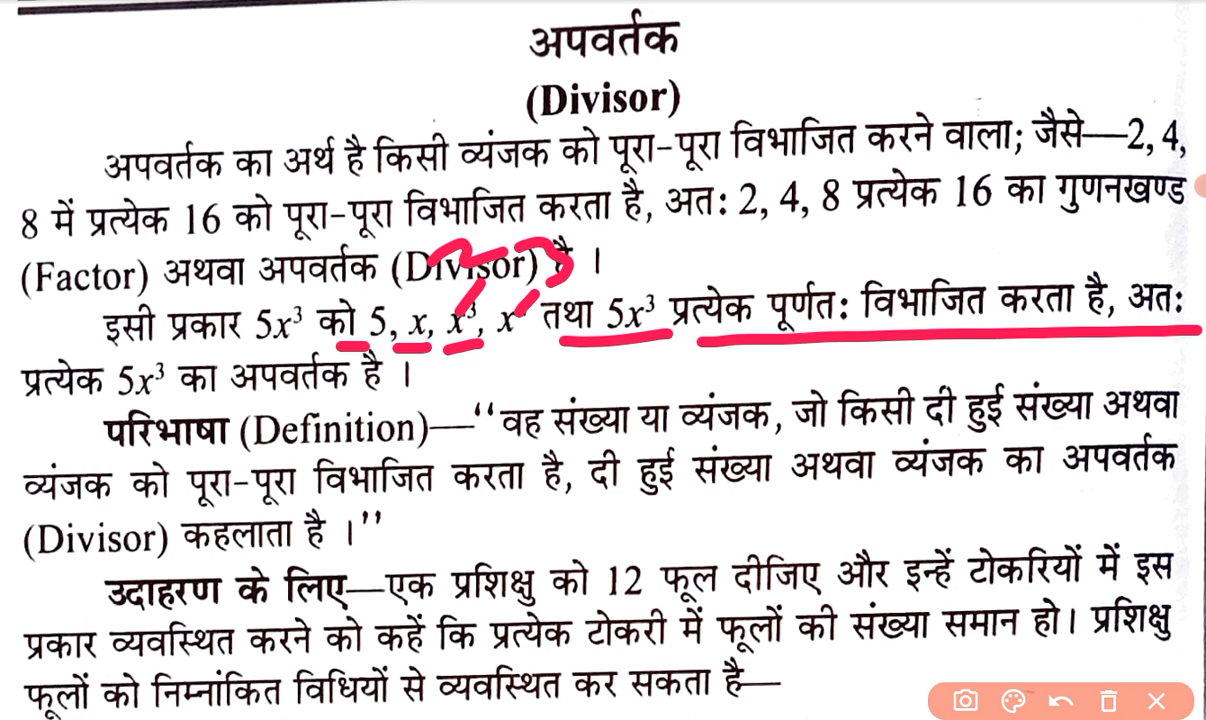 अपवर्तक
(Divisor)
अपवर्तक का अर्थ है किसी व्यंजक को पूरा-पूरा विभाजित करने वाला; जैसे—2, 4,
8 में प्रत्येक 16 को पूरा-पूरा विभाजित करता है, अत: 2, 4, 8 प्रत्येक 16 का गुणनखण्ड
(Factor) अथवा अपवर्तक (Divisor) है ।
इसी प्रकार 5x³ को 5, x, x³, x तथा 5x³ प्रत्येक पूर्णत: विभाजित करता है, अत:
प्रत्येक 5x³ का अपवर्तक है ।
परिभाषा (Definition)—“वह संख्या या व्यंजक, जो किसी दी हुई संख्या अथवा
व्यंजक को पूरा-पूरा विभाजित करता है, दी हुई संख्या अथवा व्यंजक का अपवर्तक
(Divisor) कहलाता है ।”
उदाहरण के लिए—एक प्रशिक्षु को 12 फूल दीजिए और इन्हें टोकरियों में इस
प्रकार व्यवस्थित करने को कहें कि प्रत्येक टोकरी में फूलों की संख्या समान हो। प्रशिक्षु
फूलों को निम्नांकित विधियों से व्यवस्थित कर सकता है—